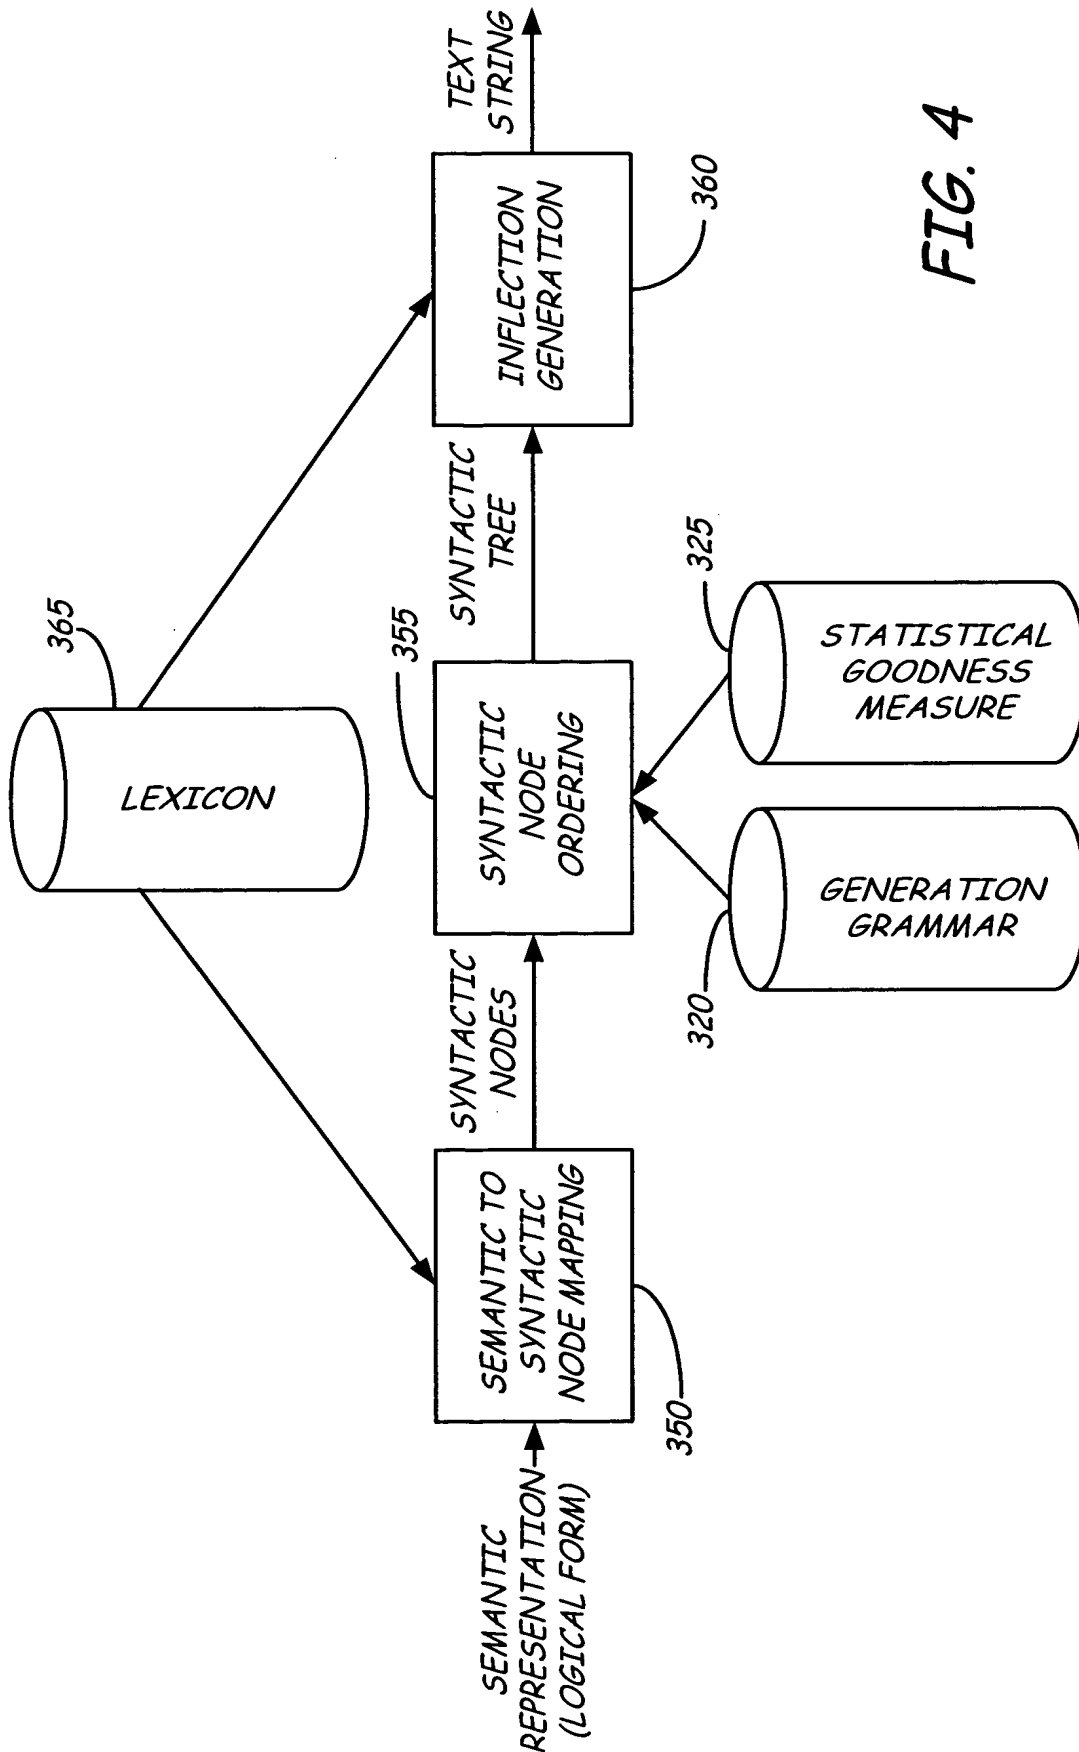 365
LEXICON
SEMANTIC
REPRESENTATION
(LOGICAL FORM)
SEMANTIC TO
SYNTACTIC
NODE MAPPING
350
SYNTACTIC
NODES
355
SYNTACTIC
NODE
ORDERING
SYNTACTIC
TREE
INFLECTION
GENERATION
360
TEXT
STRING
320
GENERATION
GRAMMAR
325
STATISTICAL
GOODNESS
MEASURE
FIG. 4